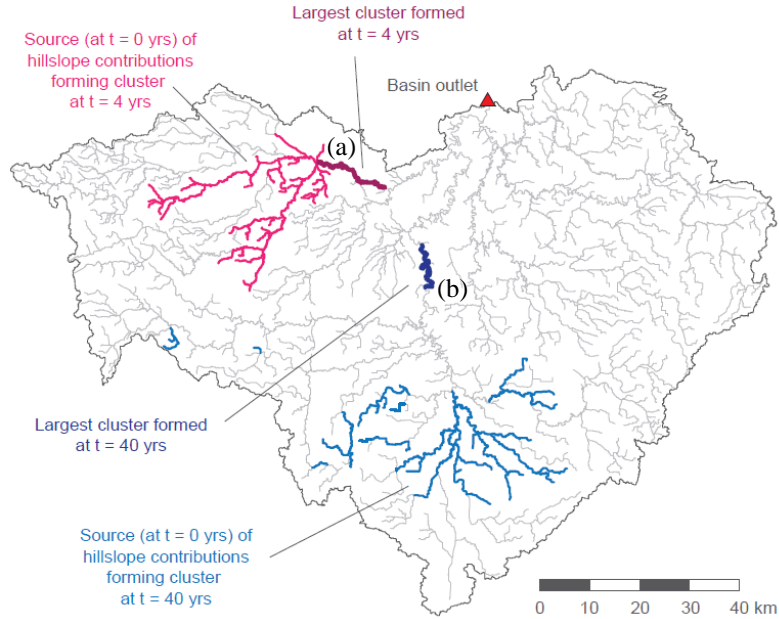 Largest cluster formed
at t = 4 yrs
Source (at t = 0 yrs) of
hillslope contributions
forming cluster
at t = 4 yrs
Basin outlet
(a)
(b)
Largest cluster formed
at t = 40 yrs
Source (at t = 0 yrs) of
hillslope contributions
forming cluster
at t = 40 yrs
0 10 20 30 40 km